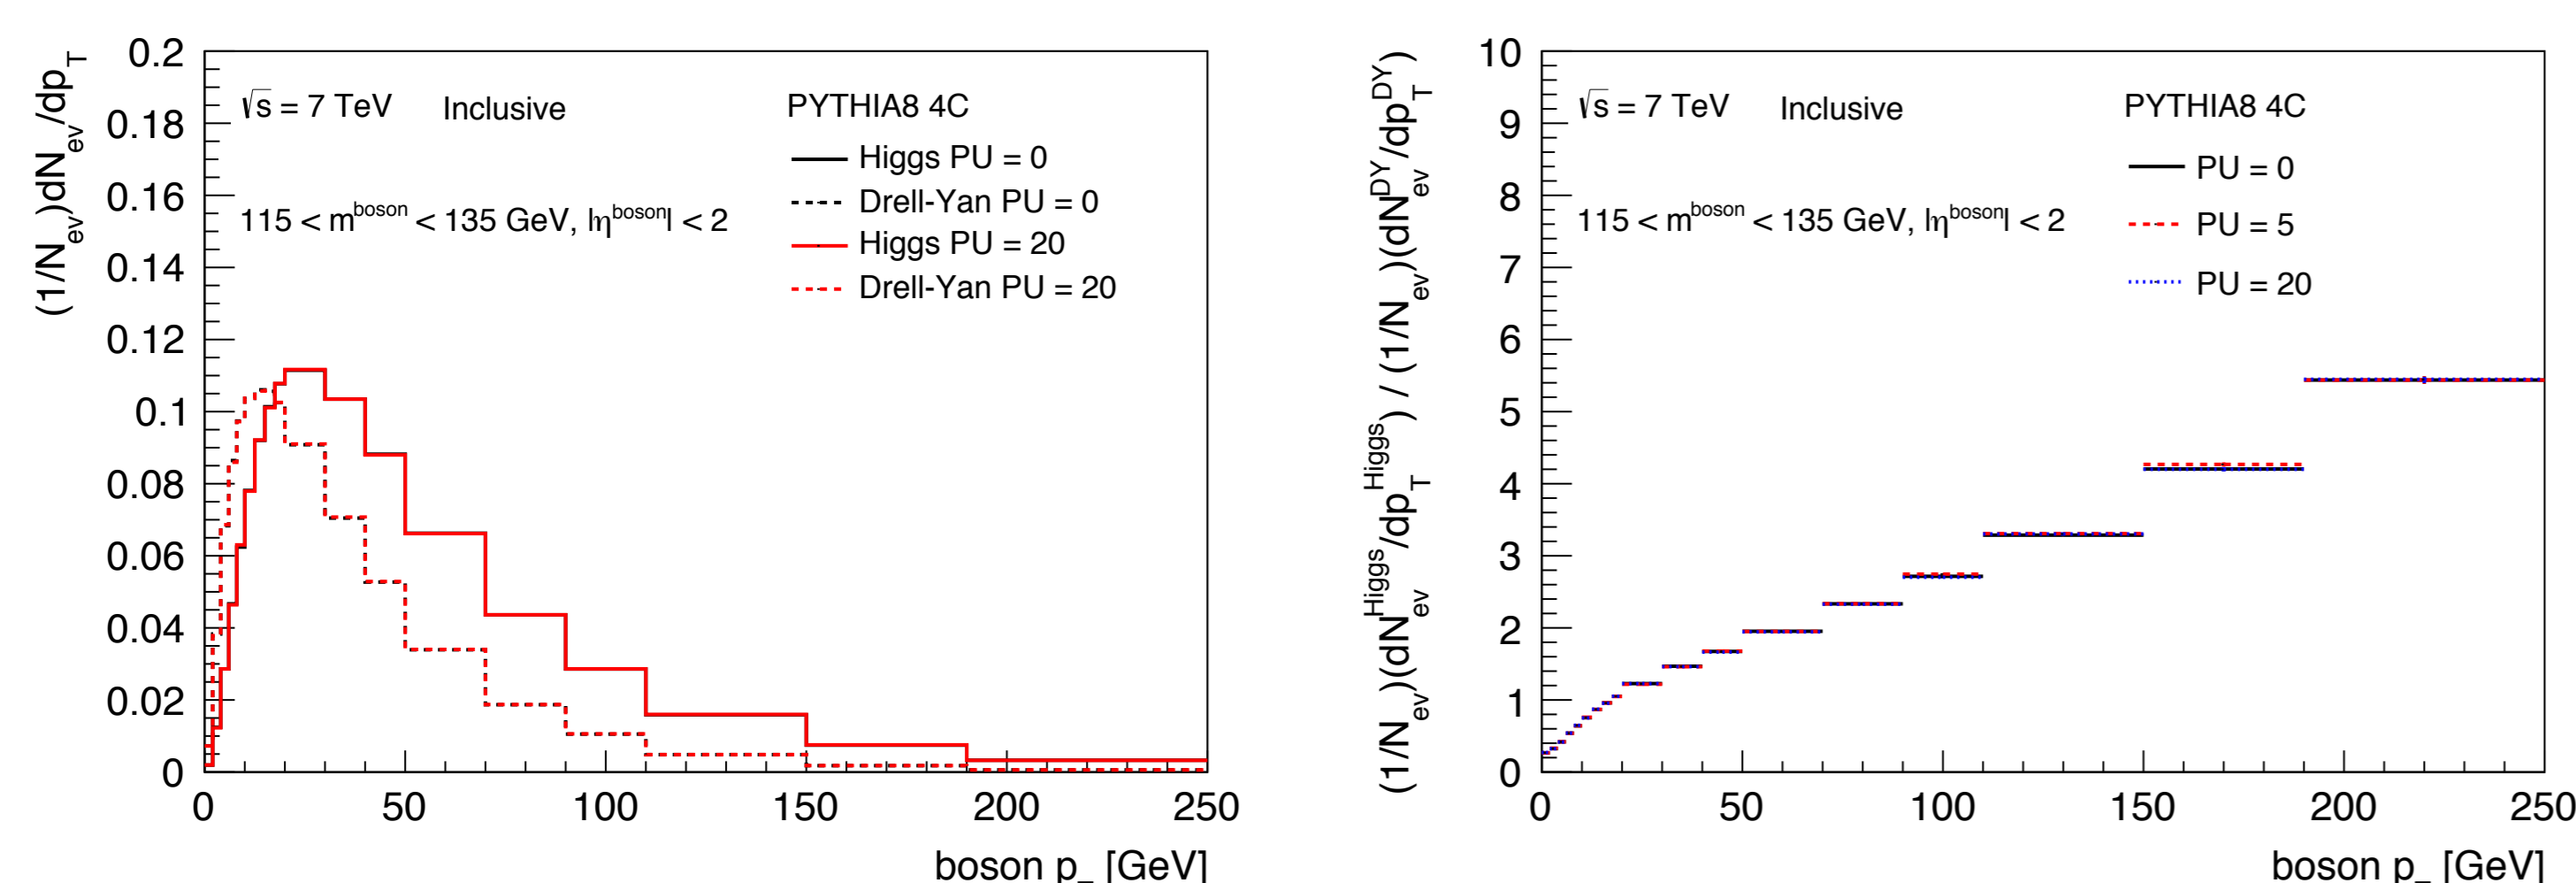 (1/N_ev)dN_ev/dp_T
0.2
0.18
0.16
0.14
0.12
0.1
0.08
0.06
0.04
0.02
0
√s = 7 TeV Inclusive
115 < m^boson < 135 GeV, |η^boson| < 2
PYTHIA8 4C
Higgs PU = 0
Drell-Yan PU = 0
Higgs PU = 20
Drell-Yan PU = 20
0 50 100 150 200 250
boson p_T [GeV]
(1/N_ev)(dN_ev^Higgs/dp_T^Higgs) / (1/N_ev)(dN_ev^DY/dp_T^DY)
10
9
8
7
6
5
4
3
2
1
0
√s = 7 TeV Inclusive
115 < m^boson < 135 GeV, |η^boson| < 2
PYTHIA8 4C
PU = 0
PU = 5
PU = 20
0 50 100 150 200 250
boson p_T [GeV]